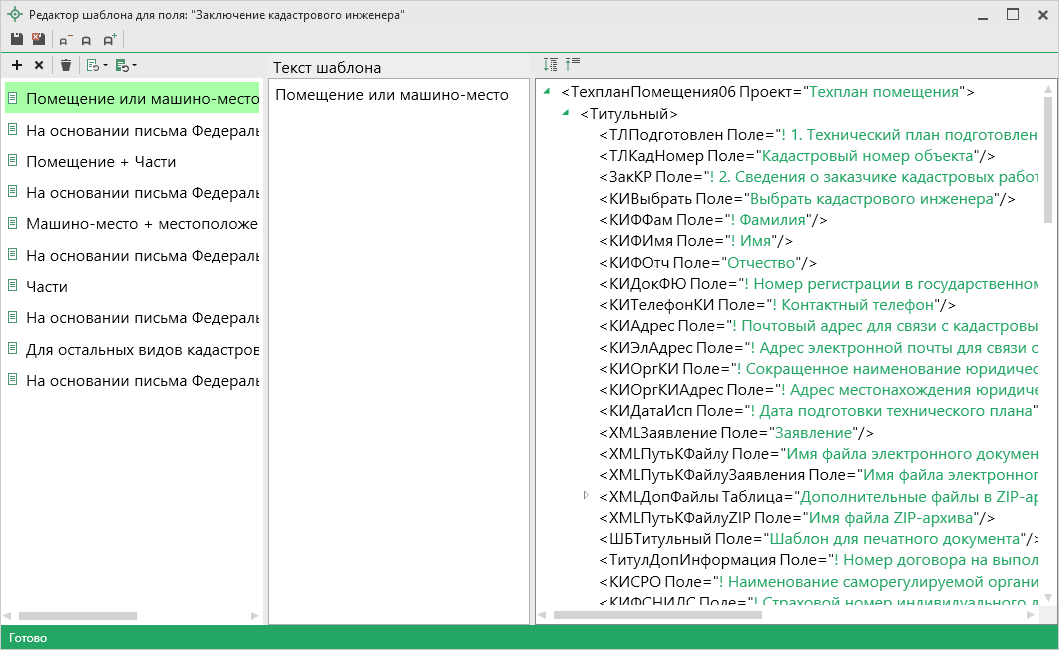 Редактор шаблона для поля: "Заключение кадастрового инженера"
Текст шаблона
Помещение или машино-место
На основании письма Федераль
Помещение + Части
На основании письма Федераль
Машино-место + местоположе
На основании письма Федераль
Части
На основании письма Федераль
Для остальных видов кадастров
На основании письма Федераль
Помещение или машино-место
<ТехпланПомещения06 Проект="Техплан помещения">
<Титульный>
<ТЛПодготовлен Поле="! 1. Технический план подготовлен
<ТЛКадНомер Поле="Кадастровый номер объекта"/>
<ЗакКР Поле="! 2. Сведения о заказчике кадастровых работ
<КИВыбрать Поле="Выбрать кадастрового инженера"/>
<КИФФам Поле="! Фамилия"/>
<КИФИмя Поле="! Имя"/>
<КИФОтч Поле="Отчество"/>
<КИДокФЮ Поле="! Номер регистрации в государственном
<КИТелефонКИ Поле="! Контактный телефон"/>
<КИАдрес Поле="! Почтовый адрес для связи с кадастровы
<КИЭлАдрес Поле="! Адрес электронной почты для связи с
<КИОргКИ Поле="! Сокращенное наименование юридичес
<КИОргКИАдрес Поле="! Адрес местонахождения юридиче
<КИДатаИсп Поле="! Дата подготовки технического плана"
<XMLЗаявление Поле="Заявление"/>
<XMLПутьКФайлу Поле="Имя файла электронного докумен
<XMLПутьКФайлуЗаявления Поле="Имя файла электронног
<XMLДопФайлы Таблица="Дополнительные файлы в ZIP-ар
<XMLПутьКФайлуZIP Поле="Имя файла ZIP-архива"/>
<ШБТитульный Поле="Шаблон для печатного документа"/>
<ТитулДопИнформация Поле="! Номер договора на выпол
<КИСРО Поле="! Наименование саморегулируемой органи
<КИФСНИЛС Поле="! Страховой номер индивидуального л
Готово